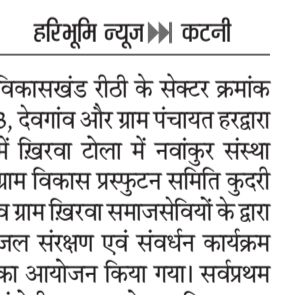 हरिभूमि न्यूज कटनी
विकासखंड रीठी के सेक्टर क्रमांक
3, देवगांव और ग्राम पंचायत हरद्वारा
में खि़रवा टोला में नवांकुर संस्था
ग्राम विकास प्रस्फुटन समिति कुदरी
व ग्राम खि़रवा समाजसेवियों के द्वारा
जल संरक्षण एवं संवर्धन कार्यक्रम
का आयोजन किया गया। सर्वप्रथम